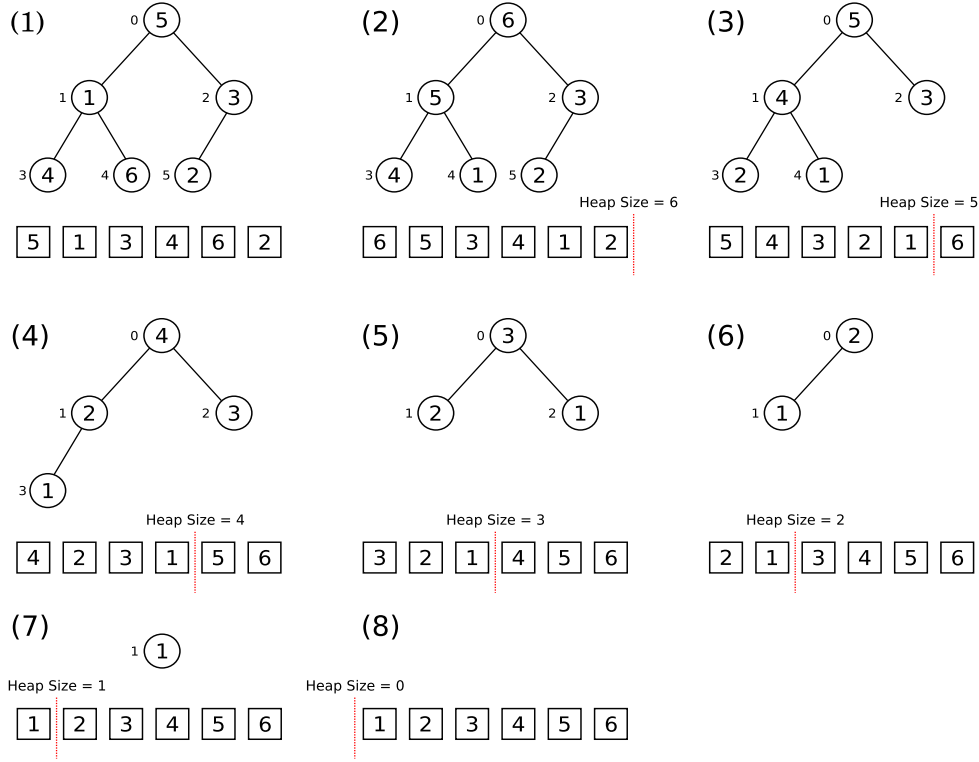 (1) (2) (3)
0 5 0 6 0 5
1 1 2 3 1 5 2 3 1 4 2 3
3 4 4 6 5 2 3 4 4 1 5 2 3 2 4 1
Heap Size = 6 Heap Size = 5
5 1 3 4 6 2 6 5 3 4 1 2 5 4 3 2 1 6
(4) (5) (6)
0 4 0 3 0 2
1 2 2 3 1 2 2 1 1 1
3 1
Heap Size = 4 Heap Size = 3 Heap Size = 2
4 2 3 1 5 6 3 2 1 4 5 6 2 1 3 4 5 6
(7) (8)
1 1
Heap Size = 1 Heap Size = 0
1 2 3 4 5 6 1 2 3 4 5 6